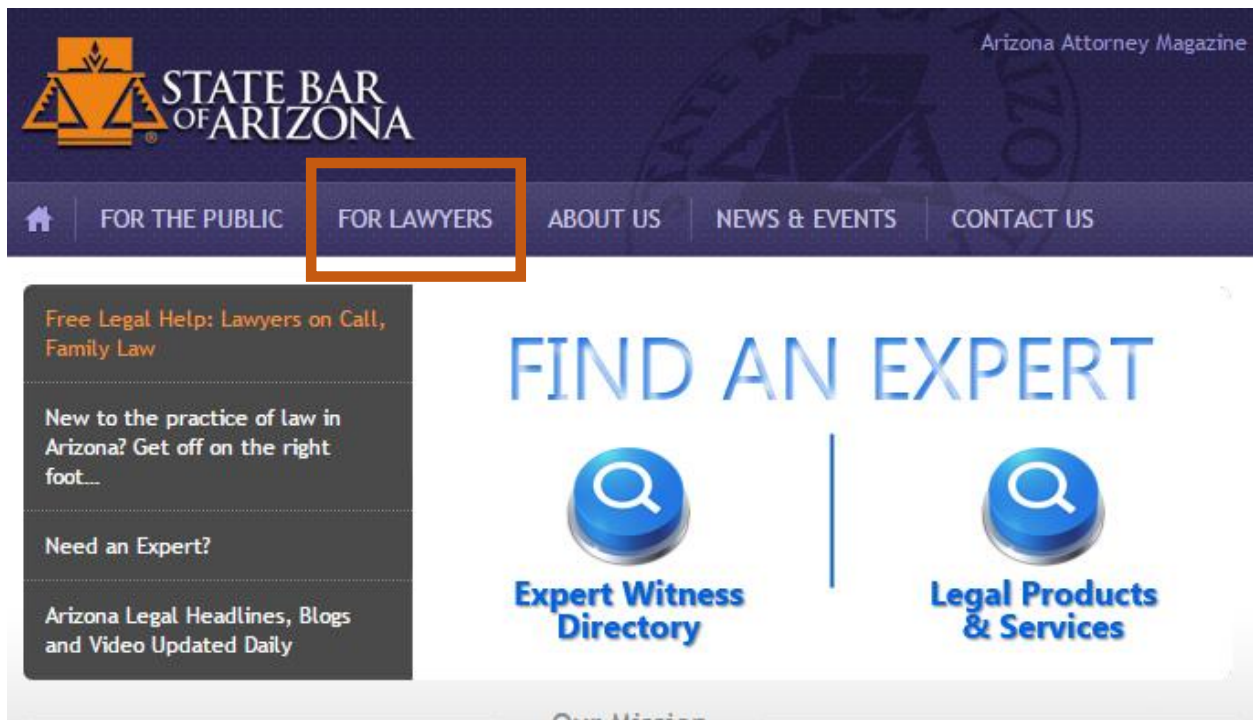 Arizona Attorney Magazine
STATE BAR
OF ARIZONA
FOR THE PUBLIC FOR LAWYERS ABOUT US NEWS & EVENTS CONTACT US
Free Legal Help: Lawyers on Call,
Family Law
New to the practice of law in
Arizona? Get off on the right
foot...
Need an Expert?
Arizona Legal Headlines, Blogs
and Video Updated Daily
FIND AN EXPERT
Expert Witness
Directory
Legal Products
& Services
Our Mission